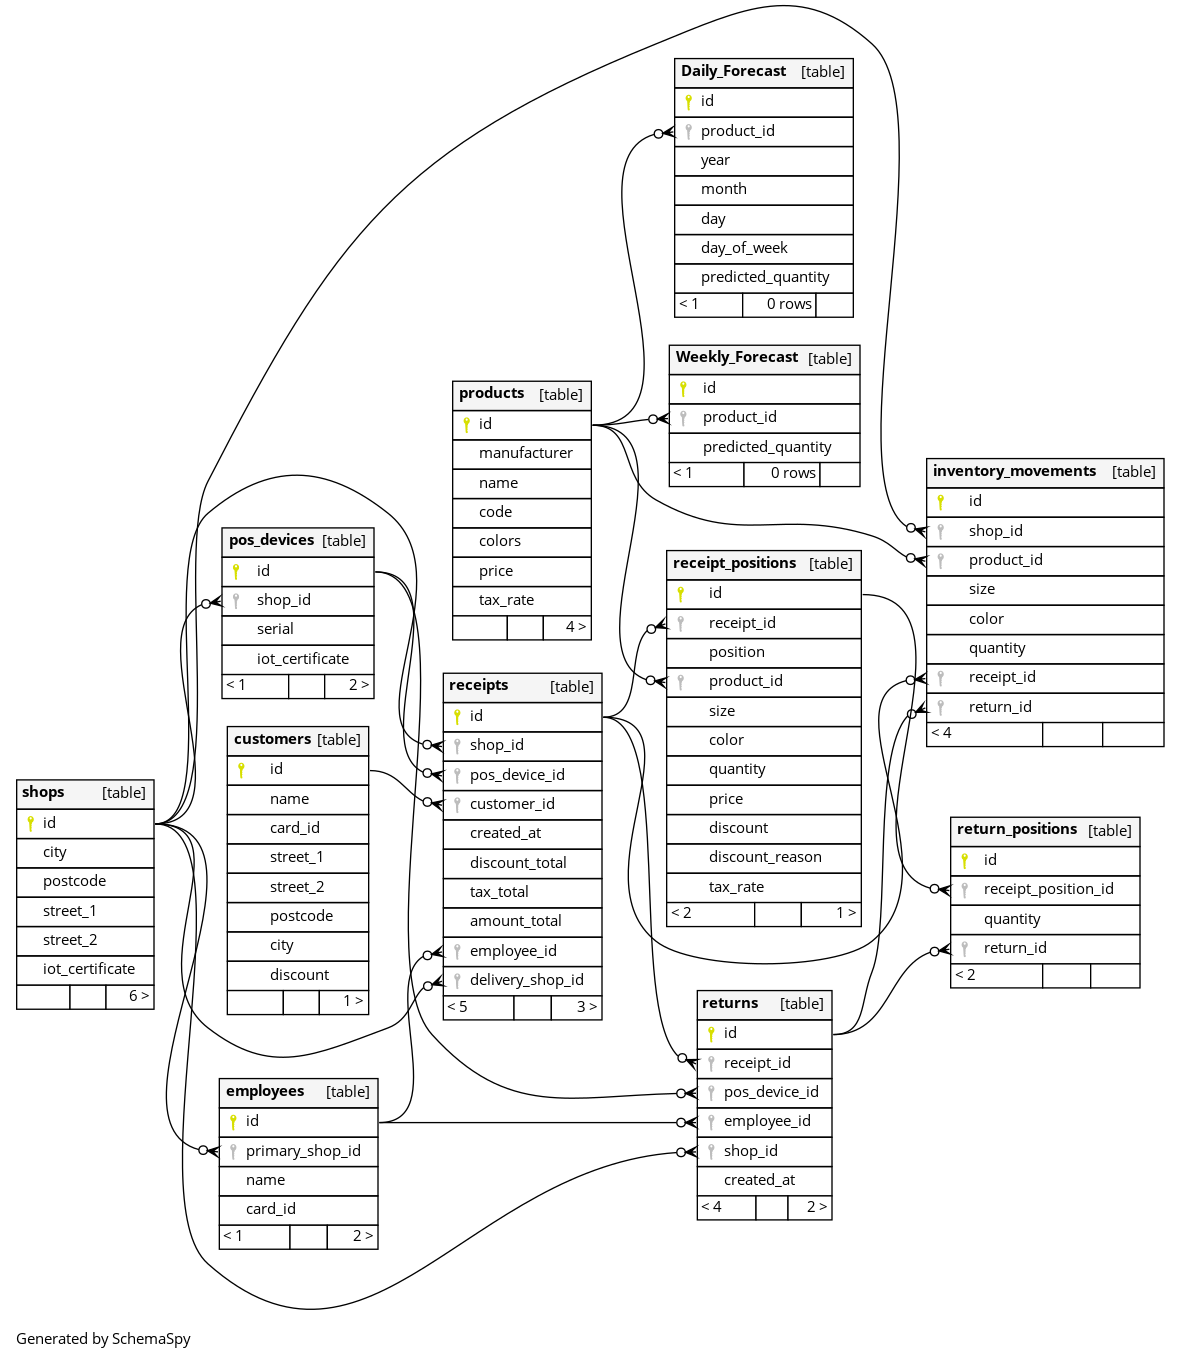 Daily_Forecast [table]
id
product_id
year
month
day
day_of_week
predicted_quantity
< 1 0 rows
Weekly_Forecast [table]
id
product_id
predicted_quantity
< 1 0 rows
products [table]
id
manufacturer
name
code
colors
price
tax_rate
4 >
inventory_movements [table]
id
shop_id
product_id
size
color
quantity
receipt_id
return_id
< 4
pos_devices [table]
id
shop_id
serial
iot_certificate
< 1 2 >
receipt_positions [table]
id
receipt_id
position
product_id
size
color
quantity
price
discount
discount_reason
tax_rate
< 2 1 >
receipts [table]
id
shop_id
pos_device_id
customer_id
created_at
discount_total
tax_total
amount_total
employee_id
delivery_shop_id
< 5 3 >
customers [table]
id
name
card_id
street_1
street_2
postcode
city
discount
1 >
shops [table]
id
city
postcode
street_1
street_2
iot_certificate
6 >
return_positions [table]
id
receipt_position_id
quantity
return_id
< 2
returns [table]
id
receipt_id
pos_device_id
employee_id
shop_id
created_at
< 4 2 >
employees [table]
id
primary_shop_id
name
card_id
< 1 2 >
Generated by SchemaSpy